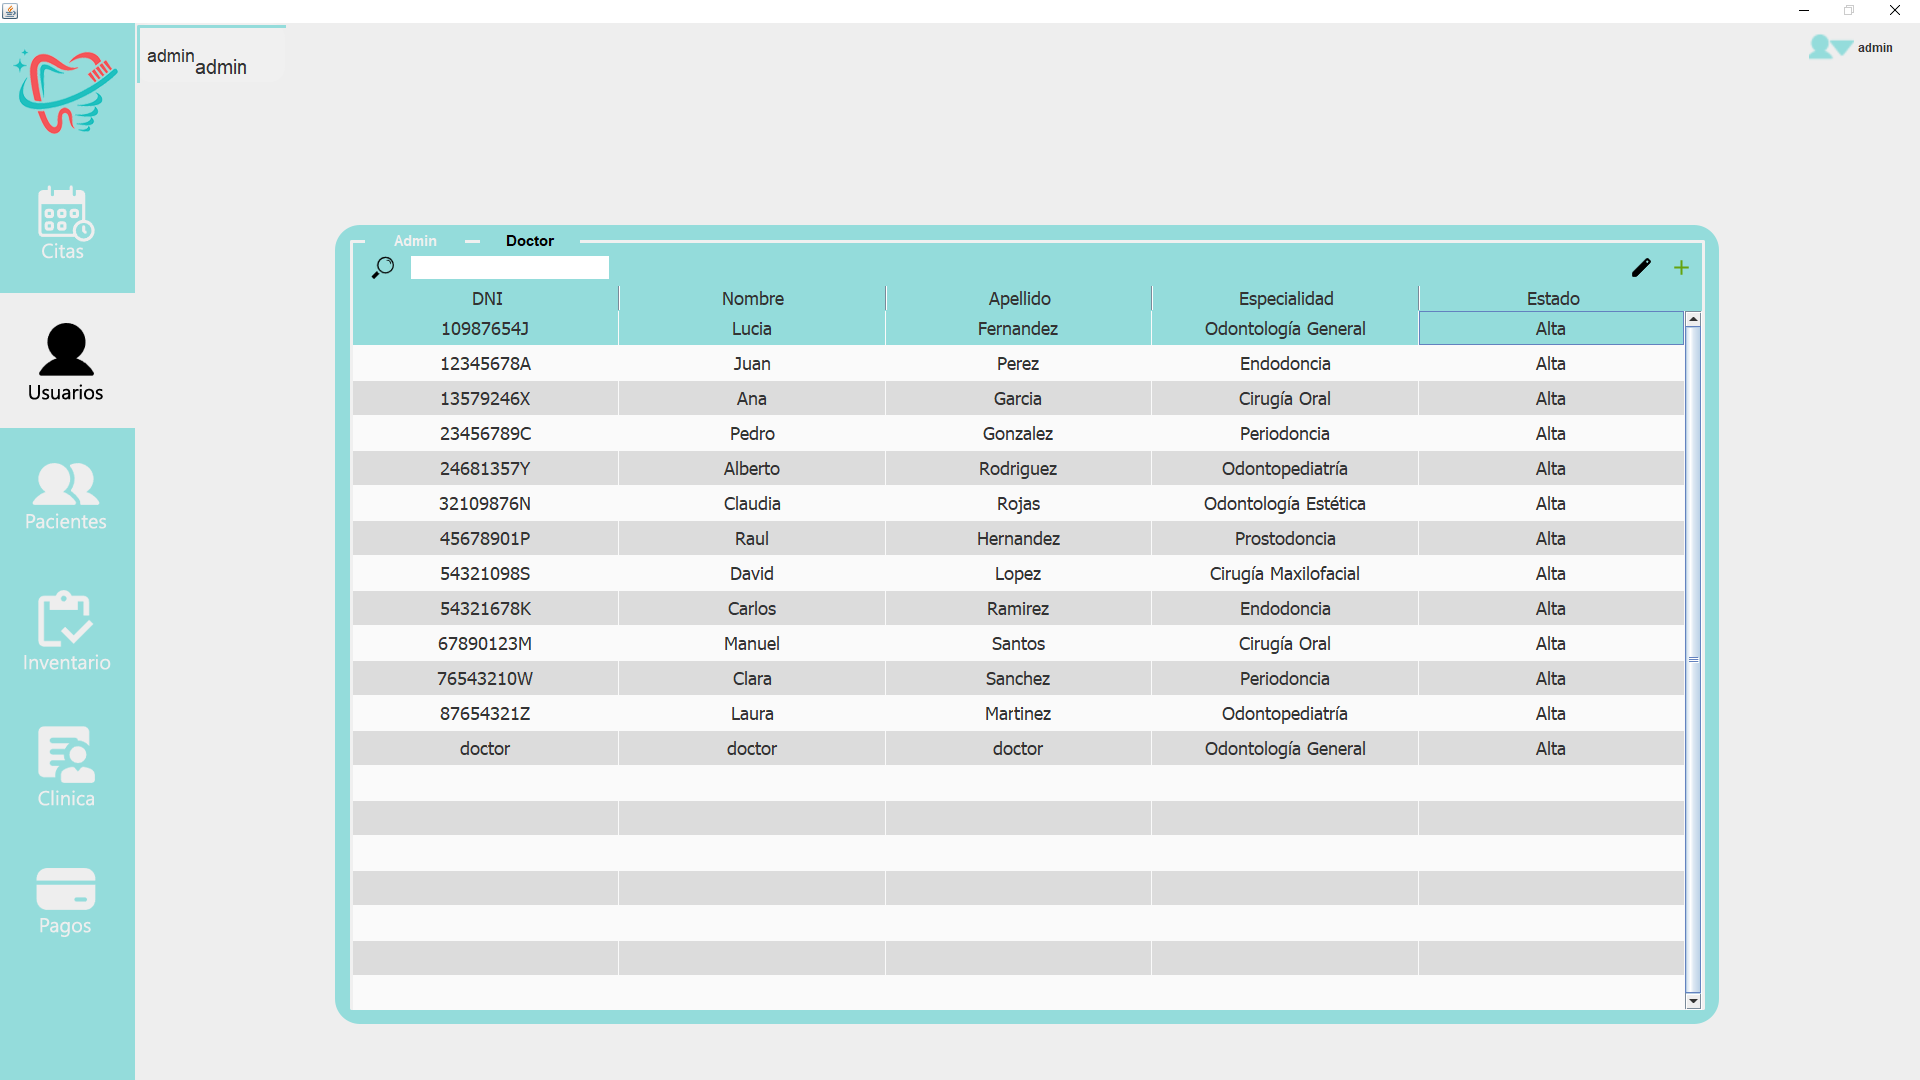 admin admin
admin
Citas
Usuarios
Pacientes
Inventario
Clinica
Pagos
Admin Doctor
DNI Nombre Apellido Especialidad Estado
10987654J Lucia Fernandez Odontología General Alta
12345678A Juan Perez Endodoncia Alta
13579246X Ana Garcia Cirugía Oral Alta
23456789C Pedro Gonzalez Periodoncia Alta
24681357Y Alberto Rodriguez Odontopediatría Alta
32109876N Claudia Rojas Odontología Estética Alta
45678901P Raul Hernandez Prostodoncia Alta
54321098S David Lopez Cirugía Maxilofacial Alta
54321678K Carlos Ramirez Endodoncia Alta
67890123M Manuel Santos Cirugía Oral Alta
76543210W Clara Sanchez Periodoncia Alta
87654321Z Laura Martinez Odontopediatría Alta
doctor doctor doctor Odontología General Alta